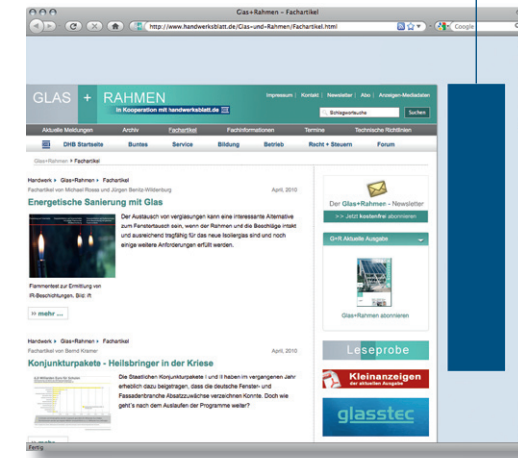 Glas+Rahmen – Fachartikel
http://www.handwerksblatt.de/Glas-und-Rahmen/Fachartikel.html
Google
GLAS + RAHMEN
in Kooperation mit handwerksblatt.de
Impressum | Kontakt | Newsletter | Abo | Anzeigen-Mediadaten
Schlagwortsuche
Suchen
Aktuelle Meldungen Archiv Fachartikel Fachinformationen Termine Technische Richtlinien
DHB Startseite Buntes Service Bildung Betrieb Recht + Steuern Forum
Glas+Rahmen > Fachartikel
Handwerk > Glas+Rahmen > Fachartikel
Fachartikel von Michael Rosse und Jürgen Benitz-Wildenburg April, 2010
Energetische Sanierung mit Glas
Der Austausch von verglasungen kann eine interessante Alternative
zum Fenstertausch sein, wenn der Rahmen und die Beschläge intakt
und ausreichend tragfähig für das neue Isolierglas sind und noch
einige weitere Anforderungen erfüllt werden.
Flammentest zur Ermittlung von
IR-Beschichtungen. Bild: ift
>> mehr ...
Handwerk > Glas+Rahmen > Fachartikel
Fachartikel von Bernd Kramer April, 2010
Konjunkturpakete - Heilsbringer in der Kriese
Die Staatlichen Konjunkturpakete I und II haben im vergangenen Jahr
erheblich dazu beigetragen, dass die deutsche Fenster- und
Fassadenbranche Absatzzuwächse verzeichnen Konnte. Doch wie
geht´s nach dem Auslaufen der Programme weiter?
Der Glas+Rahmen - Newsletter
>> Jetzt kostenfrei abonnieren
G+R Aktuelle Ausgabe
Glas+Rahmen abonnieren
Leseprobe
Kleinanzeigen
der aktuellen Ausgabe
glasstec
Fertig